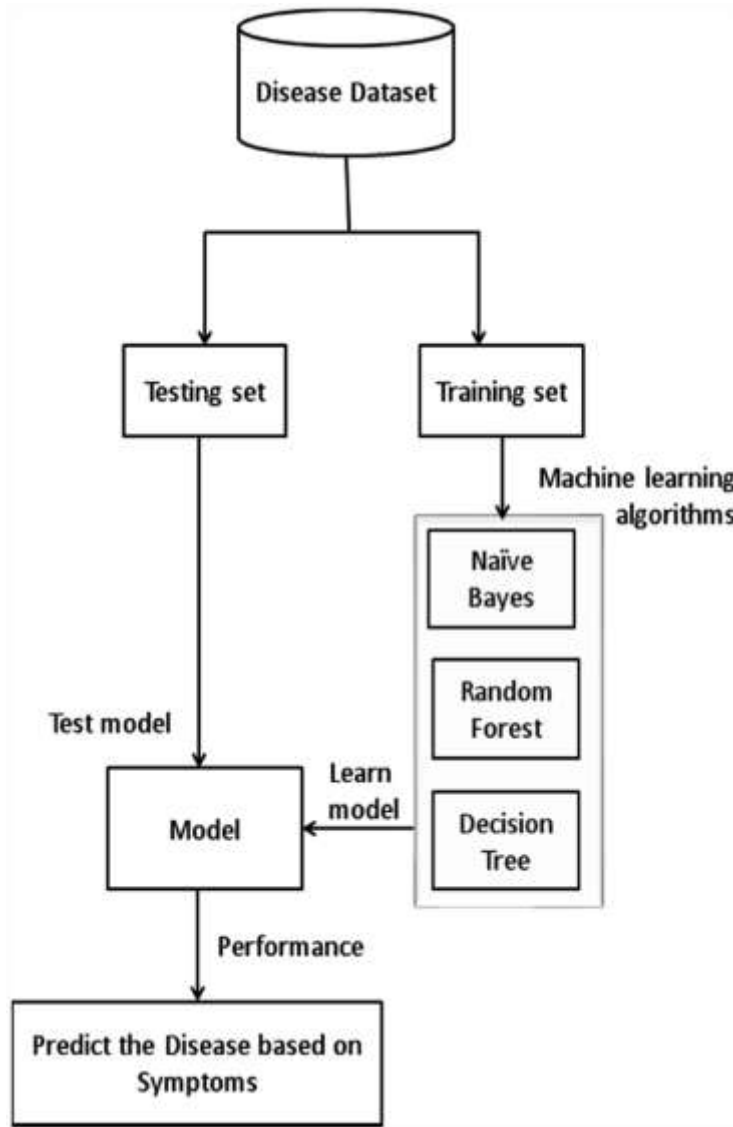 Disease Dataset
Testing set
Training set
Machine learning
algorithms
Naïve
Bayes
Random
Forest
Decision
Tree
Test model
Learn
model
Model
Performance
Predict the Disease based on
Symptoms